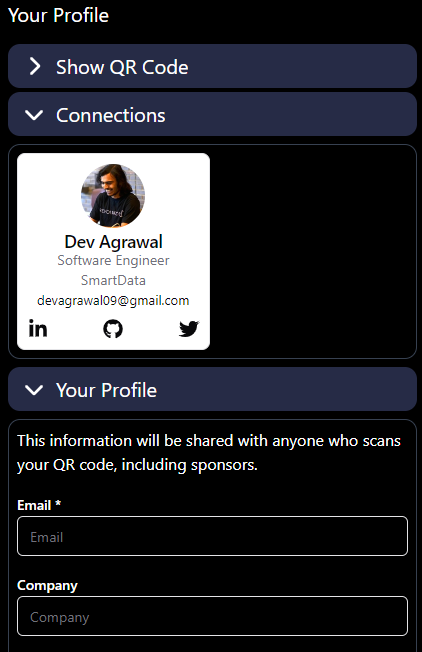 Your Profile
Show QR Code
Connections
Dev Agrawal
Software Engineer
SmartData
devagrawal09@gmail.com
in
Your Profile
This information will be shared with anyone who scans
your QR code, including sponsors.
Email *
Email
Company
Company